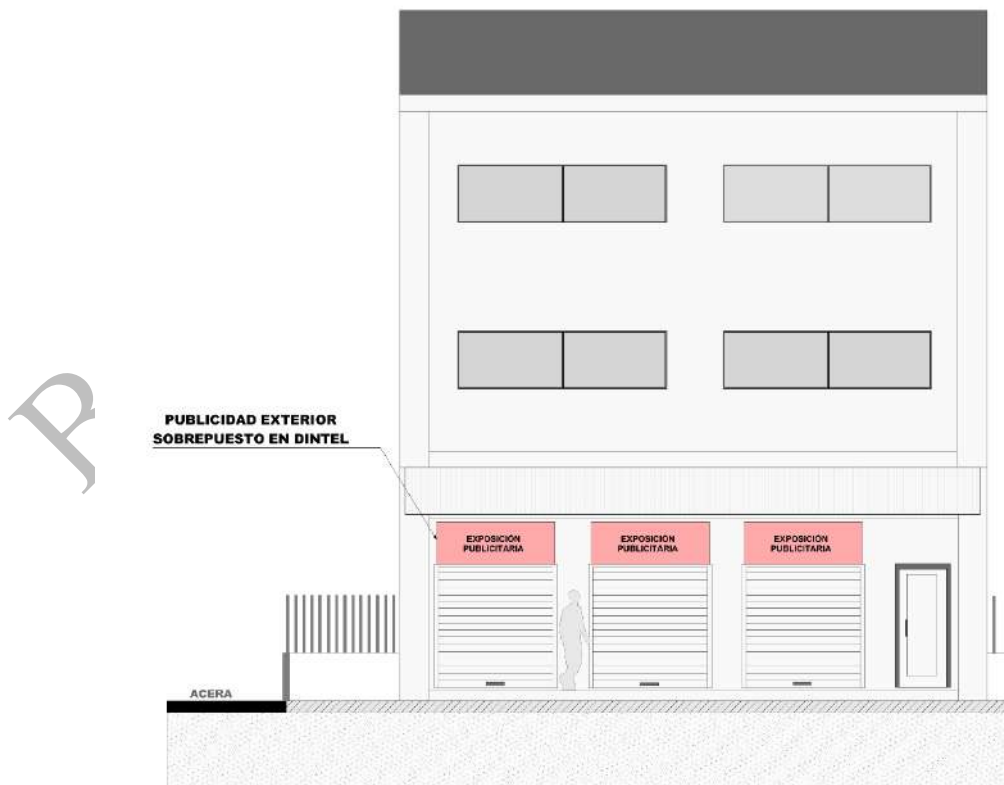 PUBLICIDAD EXTERIOR
SOBREPUESTO EN DINTEL
EXPOSICIÓN
PUBLICITARIA
EXPOSICIÓN
PUBLICITARIA
EXPOSICIÓN
PUBLICITARIA
ACERA
P